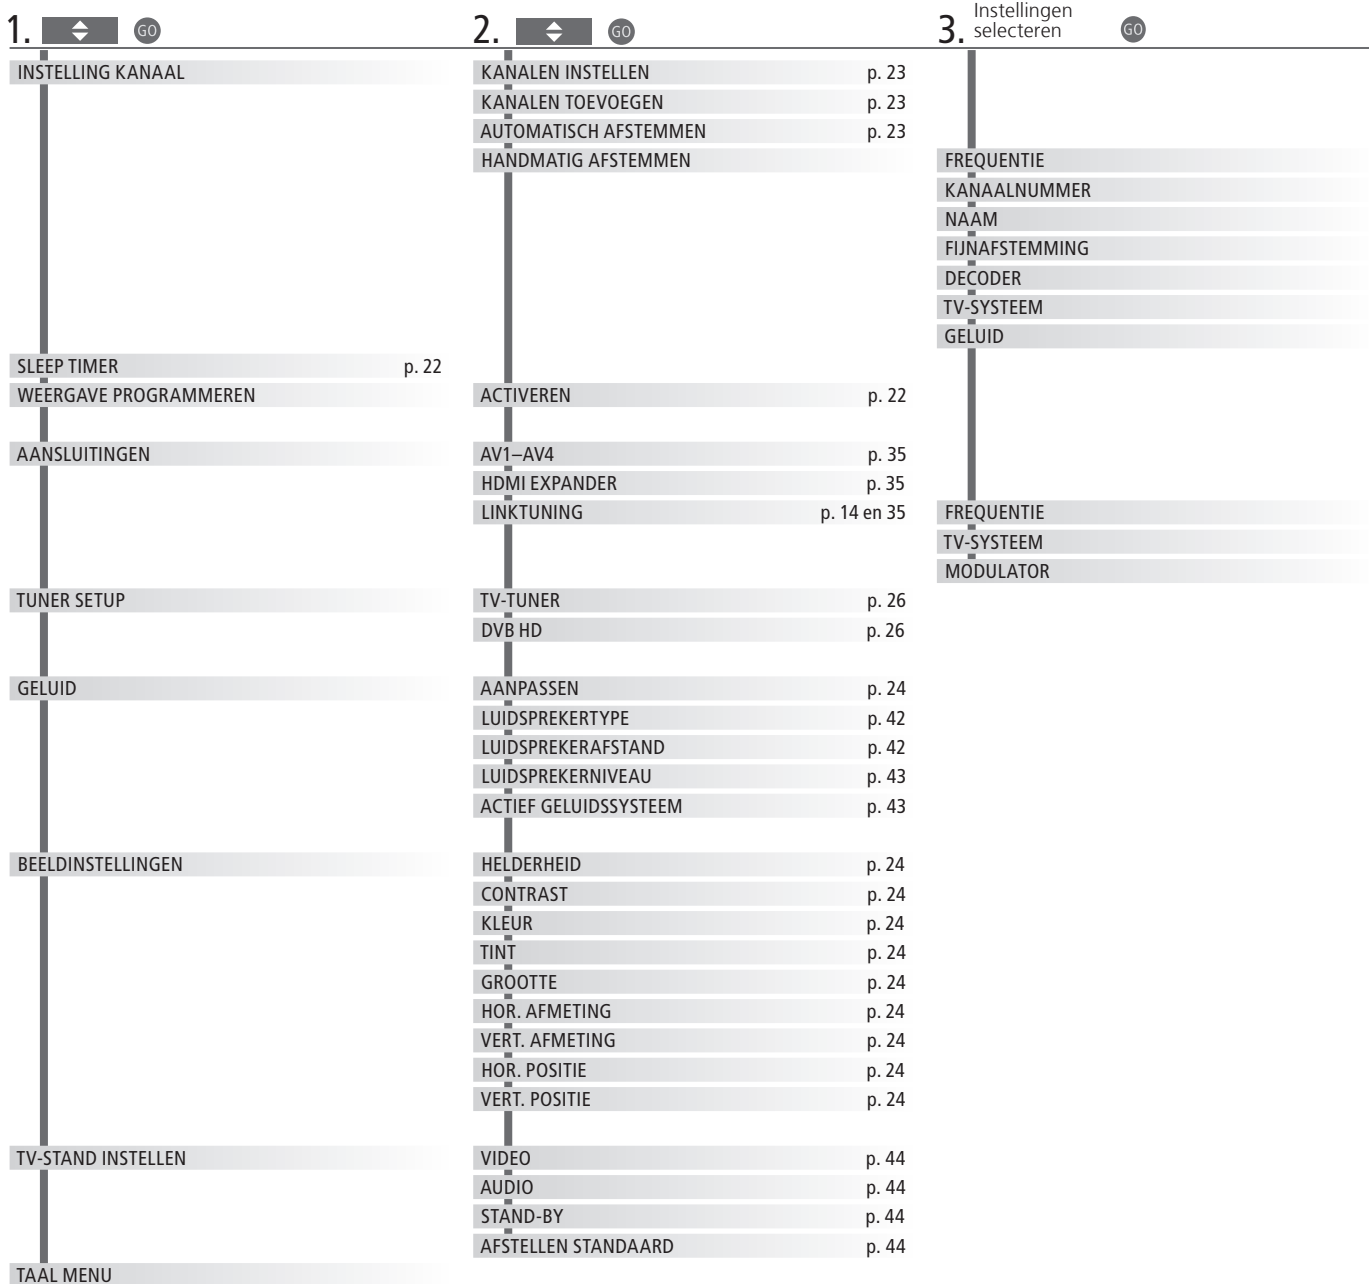 1. GO 2. GO 3. Instellingen selecteren GO
INSTELLING KANAAL KANALEN INSTELLEN p. 23
KANALEN TOEVOEGEN p. 23
AUTOMATISCH AFSTEMMEN p. 23
HANDMATIG AFSTEMMEN FREQUENTIE
KANAALNUMMER
NAAM
FIJNAFSTEMMING
DECODER
TV-SYSTEEM
GELUID
SLEEP TIMER p. 22
WEERGAVE PROGRAMMEREN ACTIVEREN p. 22
AANSLUITINGEN AV1–AV4 p. 35
HDMI EXPANDER p. 35
LINKTUNING p. 14 en 35 FREQUENTIE
TV-SYSTEEM
MODULATOR
TUNER SETUP TV-TUNER p. 26
DVB HD p. 26
GELUID AANPASSEN p. 24
LUIDSPREKERTYPE p. 42
LUIDSPREKERAFSTAND p. 42
LUIDSPREKERNIVEAU p. 43
ACTIEF GELUIDSSYSTEEM p. 43
BEELDINSTELLINGEN HELDERHEID p. 24
CONTRAST p. 24
KLEUR p. 24
TINT p. 24
GROOTTE p. 24
HOR. AFMETING p. 24
VERT. AFMETING p. 24
HOR. POSITIE p. 24
VERT. POSITIE p. 24
TV-STAND INSTELLEN VIDEO p. 44
AUDIO p. 44
STAND-BY p. 44
AFSTELLEN STANDAARD p. 44
TAAL MENU